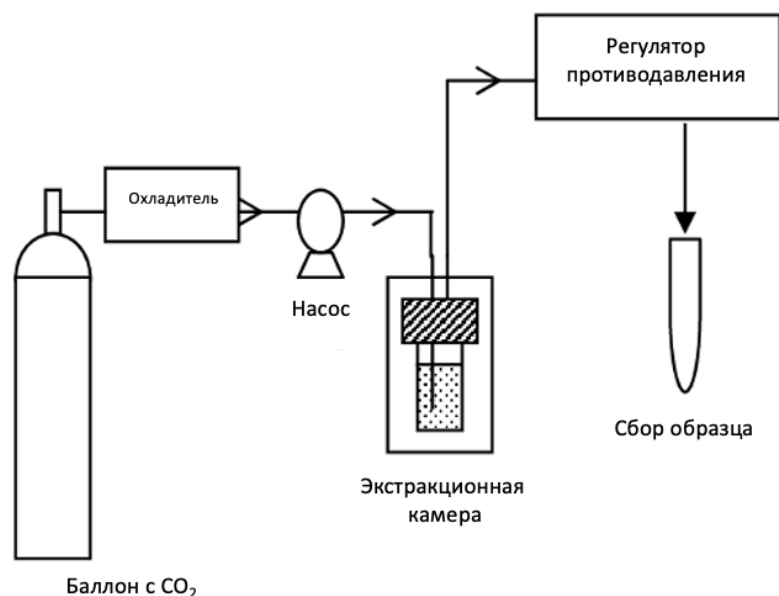 Регулятор
противодавления
Охладитель
Насос
Сбор образца
Экстракционная
камера
Баллон с CO₂